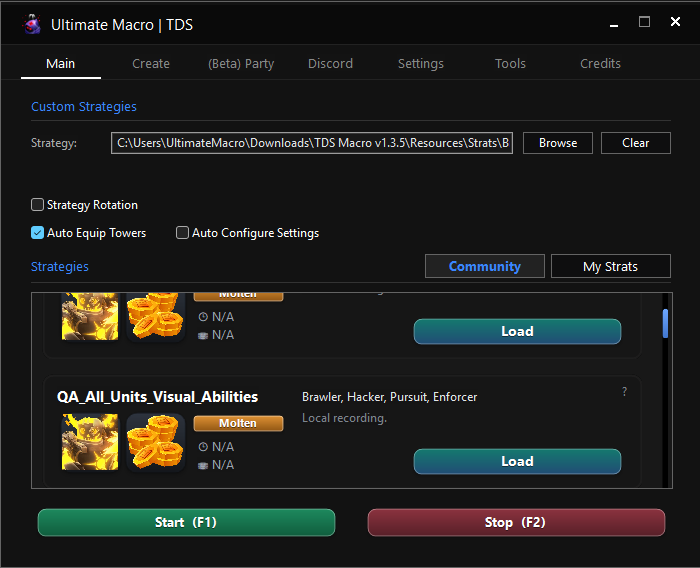 Ultimate Macro | TDS
Main Create (Beta) Party Discord Settings Tools Credits
Custom Strategies
Strategy: C:\Users\UltimateMacro\Downloads\TDS Macro v1.3.5\Resources\Strats\B Browse Clear
Strategy Rotation
Auto Equip Towers Auto Configure Settings
Strategies Community My Strats
Molten
N/A
N/A
Load
QA_All_Units_Visual_Abilities Brawler, Hacker, Pursuit, Enforcer ?
Local recording.
Molten
N/A
N/A
Load
Start (F1) Stop (F2)